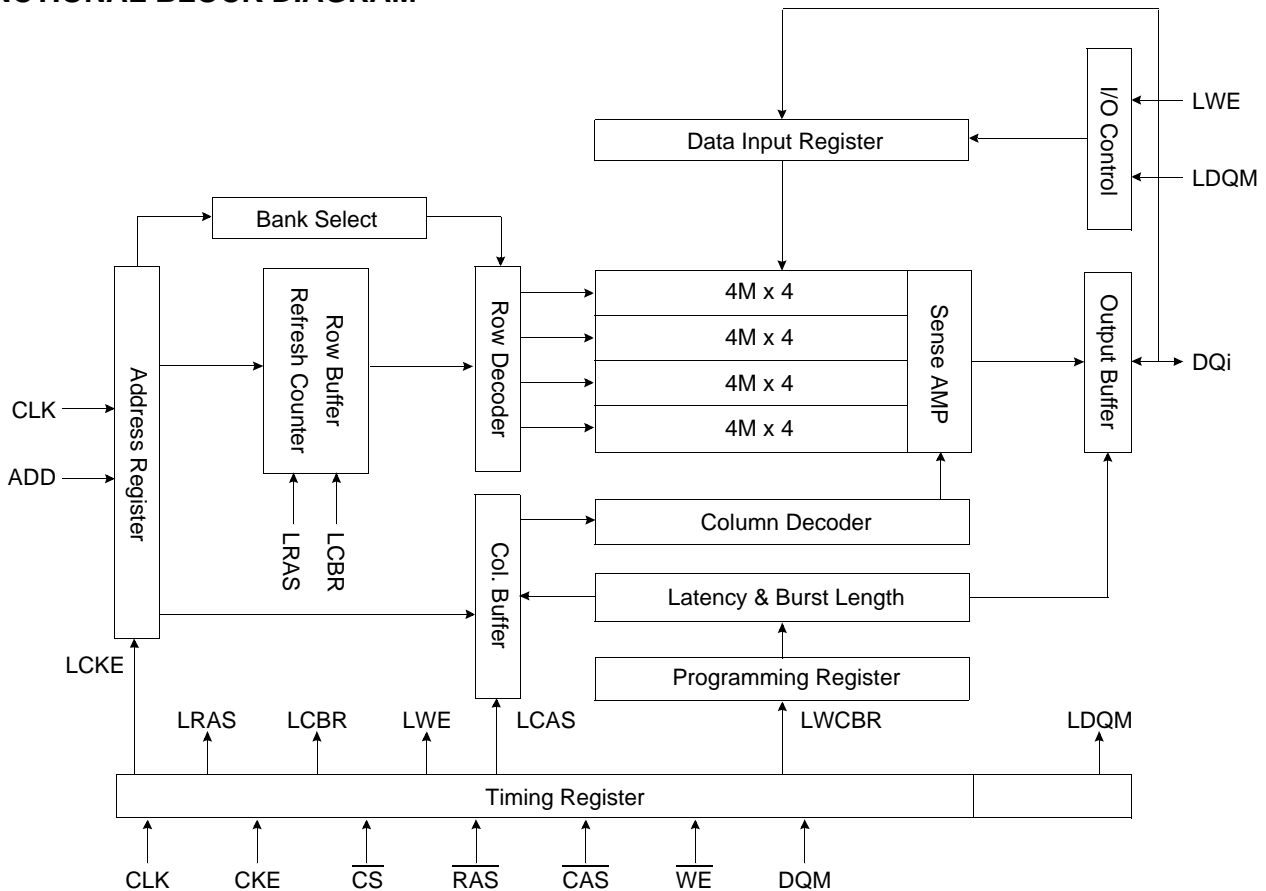 NCTIONAL BLOCK DIAGRAM
I/O Control
LWE
Data Input Register
LDQM
Bank Select
4M x 4
4M x 4
4M x 4
4M x 4
Sense AMP
Output Buffer
DQi
Row Decoder
Row Buffer
Refresh Counter
Address Register
CLK
ADD
LRAS
LCBR
Col. Buffer
Column Decoder
Latency & Burst Length
Programming Register
LCKE
LRAS
LCBR
LWE
LCAS
LWCBR
LDQM
Timing Register
CLK
CKE
CS
RAS
CAS
WE
DQM